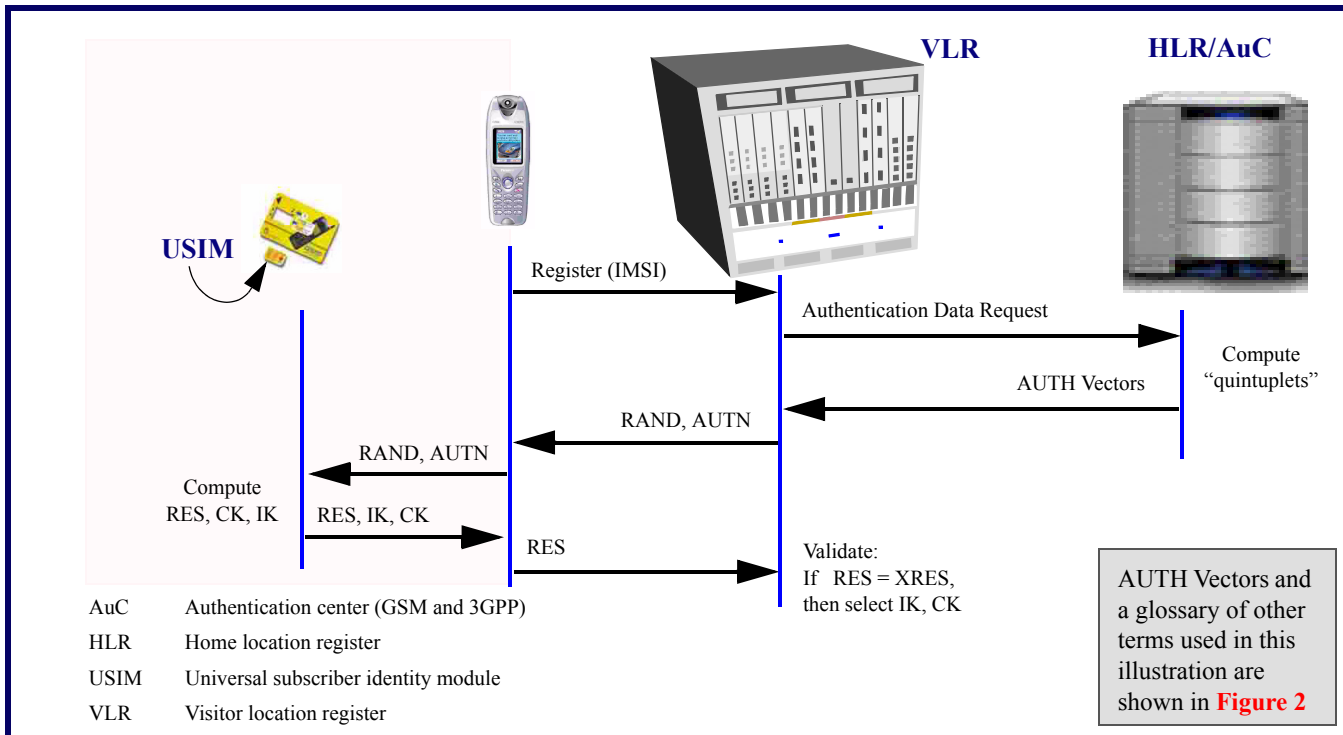 VLR
HLR/AuC
USIM
Register (IMSI)
Authentication Data Request
Compute
“quintuplets”
AUTH Vectors
RAND, AUTN
RAND, AUTN
Compute
RES, CK, IK
RES, IK, CK
RES
Validate:
If RES = XRES,
then select IK, CK
AUTH Vectors and
a glossary of other
terms used in this
illustration are
shown in Figure 2
AuC Authentication center (GSM and 3GPP)
HLR Home location register
USIM Universal subscriber identity module
VLR Visitor location register